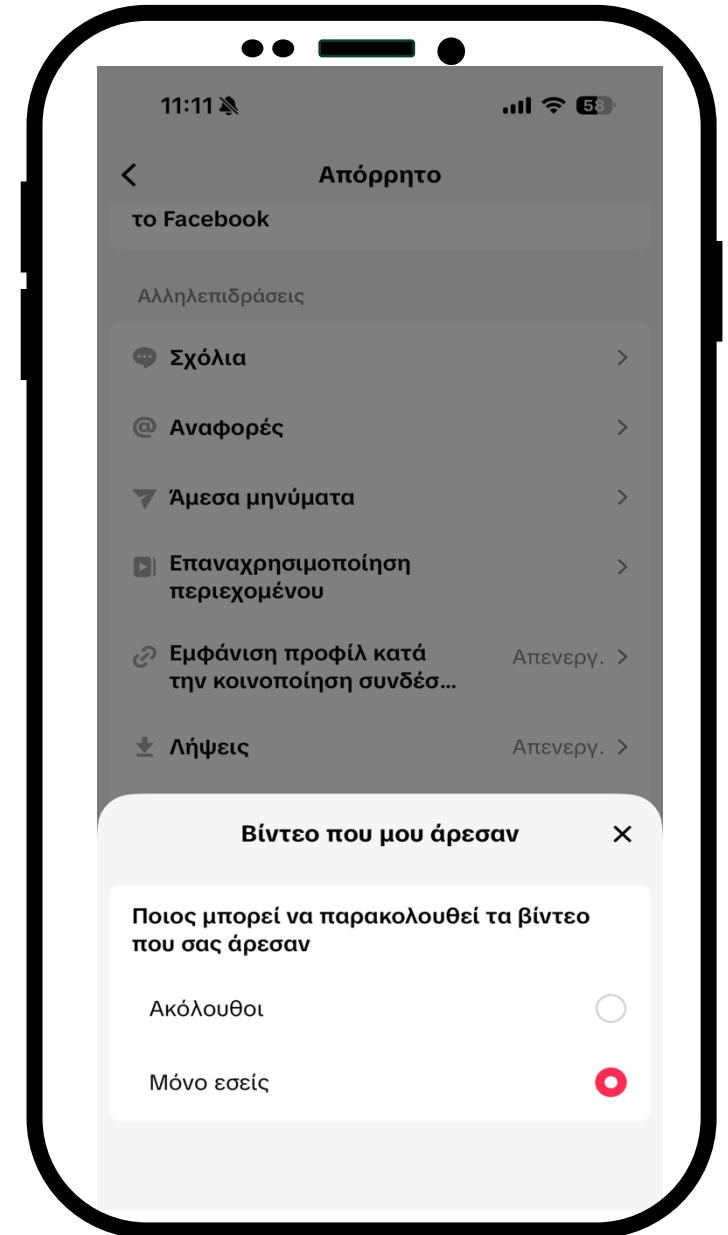 11:11
58
Απόρρητο
το Facebook
Αλληλεπιδράσεις
Σχόλια
Αναφορές
Άμεσα μηνύματα
Επαναχρησιμοποίηση
περιεχομένου
Εμφάνιση προφίλ κατά
την κοινοποίηση συνδέσ...
Απενεργ.
Λήψεις
Απενεργ.
Βίντεο που μου άρεσαν
Ποιος μπορεί να παρακολουθεί τα βίντεο
που σας άρεσαν
Ακόλουθοι
Μόνο εσείς